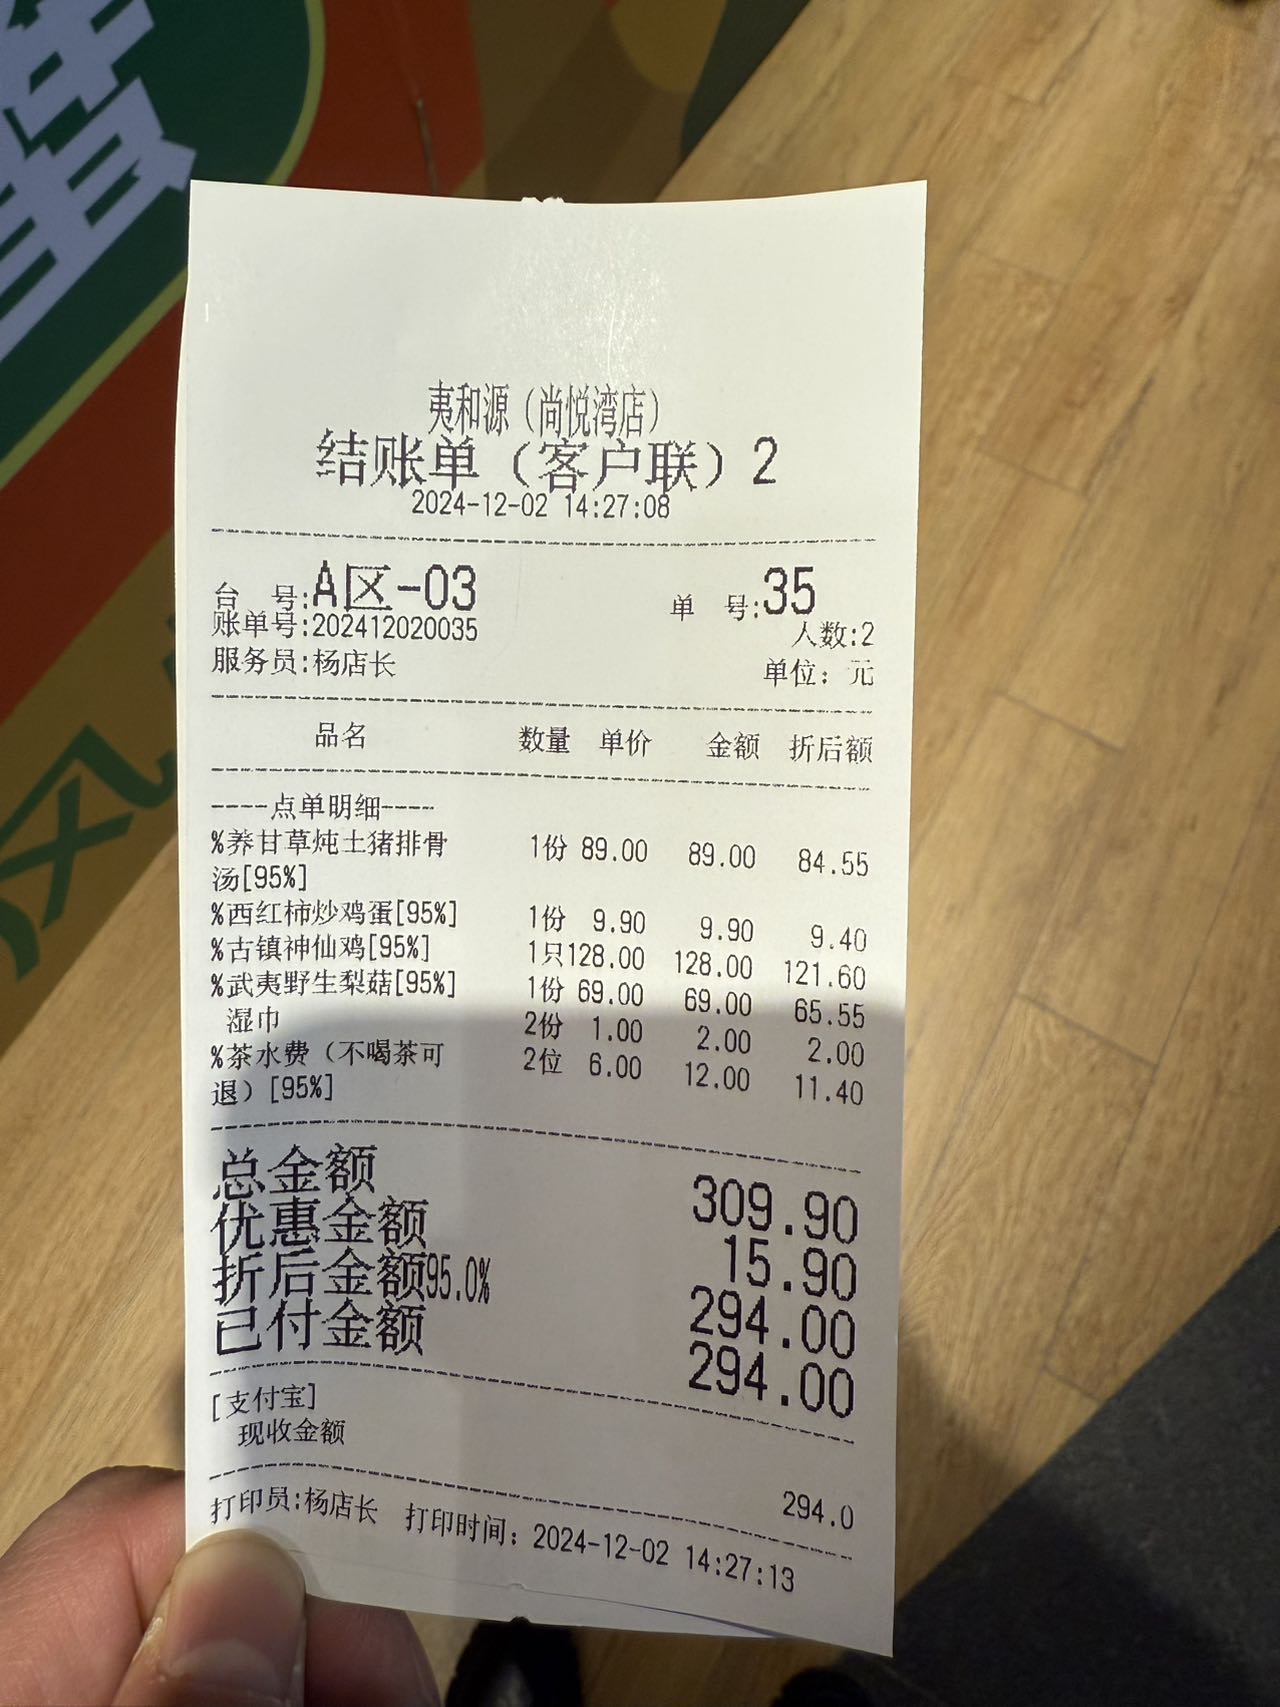 夷和源（尚悦湾店）
结账单（客户联）2
2024-12-02 14:27:08
台 号:A区-03 单 号:35
账单号:202412020035 人数:2
服务员:杨店长 单位：元
品名 数量 单价 金额 折后额
----点单明细----
%养甘草炖土猪排骨 1份 89.00 89.00 84.55
汤[95%]
%西红柿炒鸡蛋[95%] 1份 9.90 9.90 9.40
%古镇神仙鸡[95%] 1只128.00 128.00 121.60
%武夷野生梨菇[95%] 1份 69.00 69.00 65.55
湿巾 2份 1.00 2.00 2.00
%茶水费（不喝茶可 2位 6.00 12.00 11.40
退）[95%]
总金额 309.90
优惠金额 15.90
折后金额95.0% 294.00
已付金额 294.00
[支付宝]
现收金额 294.0
打印员:杨店长 打印时间：2024-12-02 14:27:13